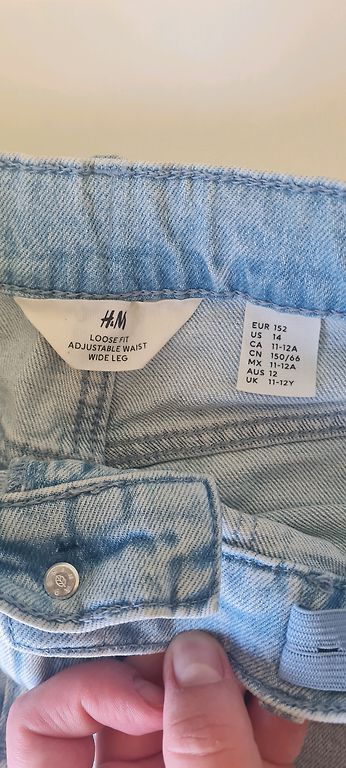 H&M
LOOSE FIT
ADJUSTABLE WAIST
WIDE LEG
EUR 152
US 14
CA 11-12A
CN 150/66
MX 11-12A
AUS 12
UK 11-12Y